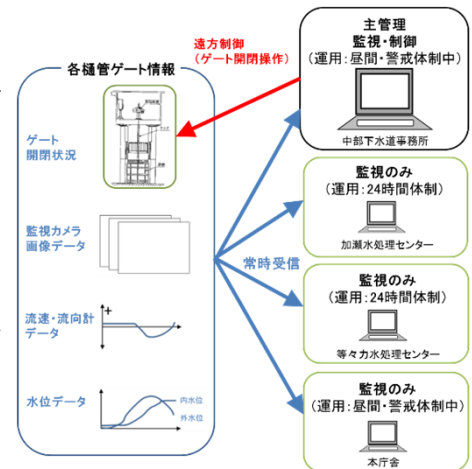 遠方制御
(ゲート開閉操作)
主管理
監視・制御
(運用:昼間・警戒体制中)
中部下水道事務所
各樋管ゲート情報
ゲート
開閉状況
監視カメラ
画像データ
流速・流向計
データ
+
水位データ
内水位
外水位
常時受信
監視のみ
(運用:24時間体制)
加瀬水処理センター
監視のみ
(運用:24時間体制)
等々力水処理センター
監視のみ
(運用:昼間・警戒体制中)
本庁舎